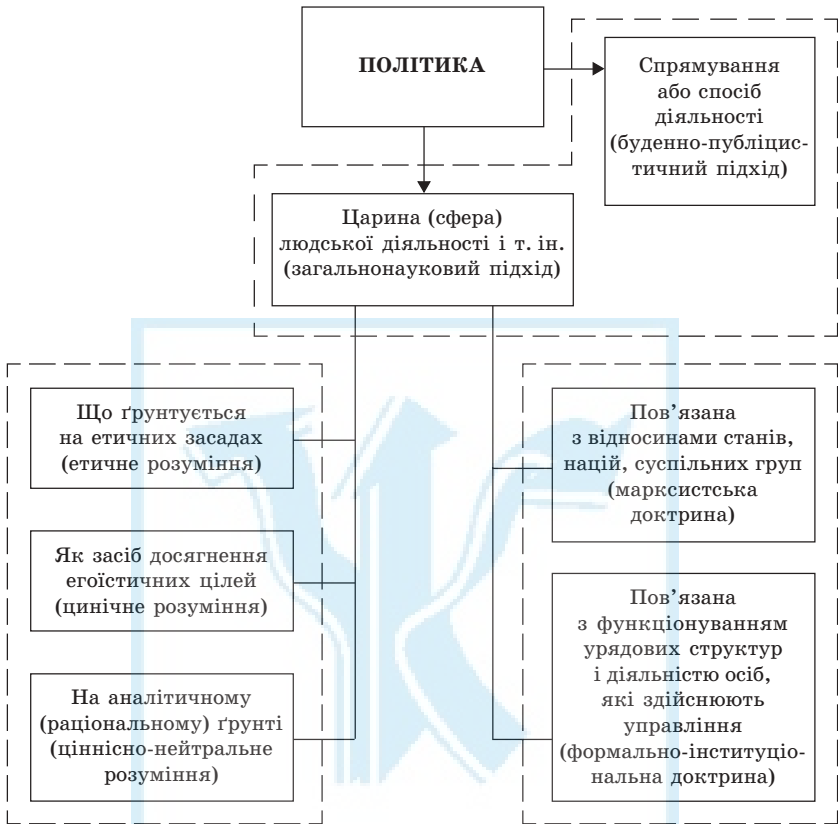 ПОЛІТИКА
Спрямування
або спосіб
діяльності
(буденно-публіцис-
тичний підхід)
Царина (сфера)
людської діяльності і т. ін.
(загальнонауковий підхід)
Що ґрунтується
на етичних засадах
(етичне розуміння)
Як засіб досягнення
егоїстичних цілей
(цинічне розуміння)
На аналітичному
(раціональному) ґрунті
(ціннісно-нейтральне
розуміння)
Пов’язана
з відносинами станів,
націй, суспільних груп
(марксистська
доктрина)
Пов’язана
з функціонуванням
урядових структур
і діяльністю осіб,
які здійснюють
управління
(формально-інституціо-
нальна доктрина)